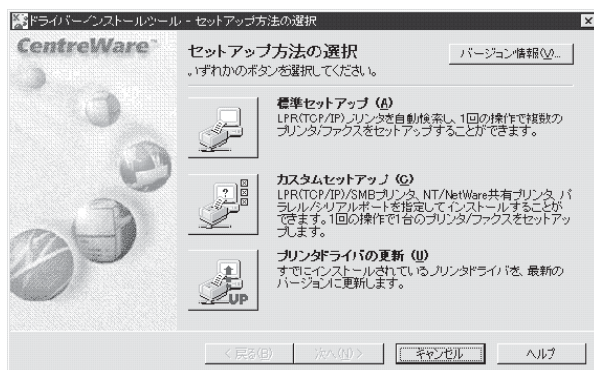 ドライバーインストールツール - セットアップ方法の選択
CentreWare
セットアップ方法の選択
いずれかのボタンを選択してください。
バージョン情報(V)...
標準セットアップ (A)
LPR(TCP/IP)プリンタを自動検索し、1回の操作で複数の
プリンタ/ファクスをセットアップすることができます。
カスタムセットアップ (C)
LPR(TCP/IP)/SMBプリンタ、NT/NetWare共有プリンタ、パ
ラレル/シリアルポートを指定してインストールすることが
できます。1回の操作で1台のプリンタ/ファクスをセットアッ
プします。
プリンタドライバの更新 (U)
すでにインストールされているプリンタドライバを、最新の
バージョンに更新します。
UP
< 戻る(B)
次へ(N) >
キャンセル
ヘルプ